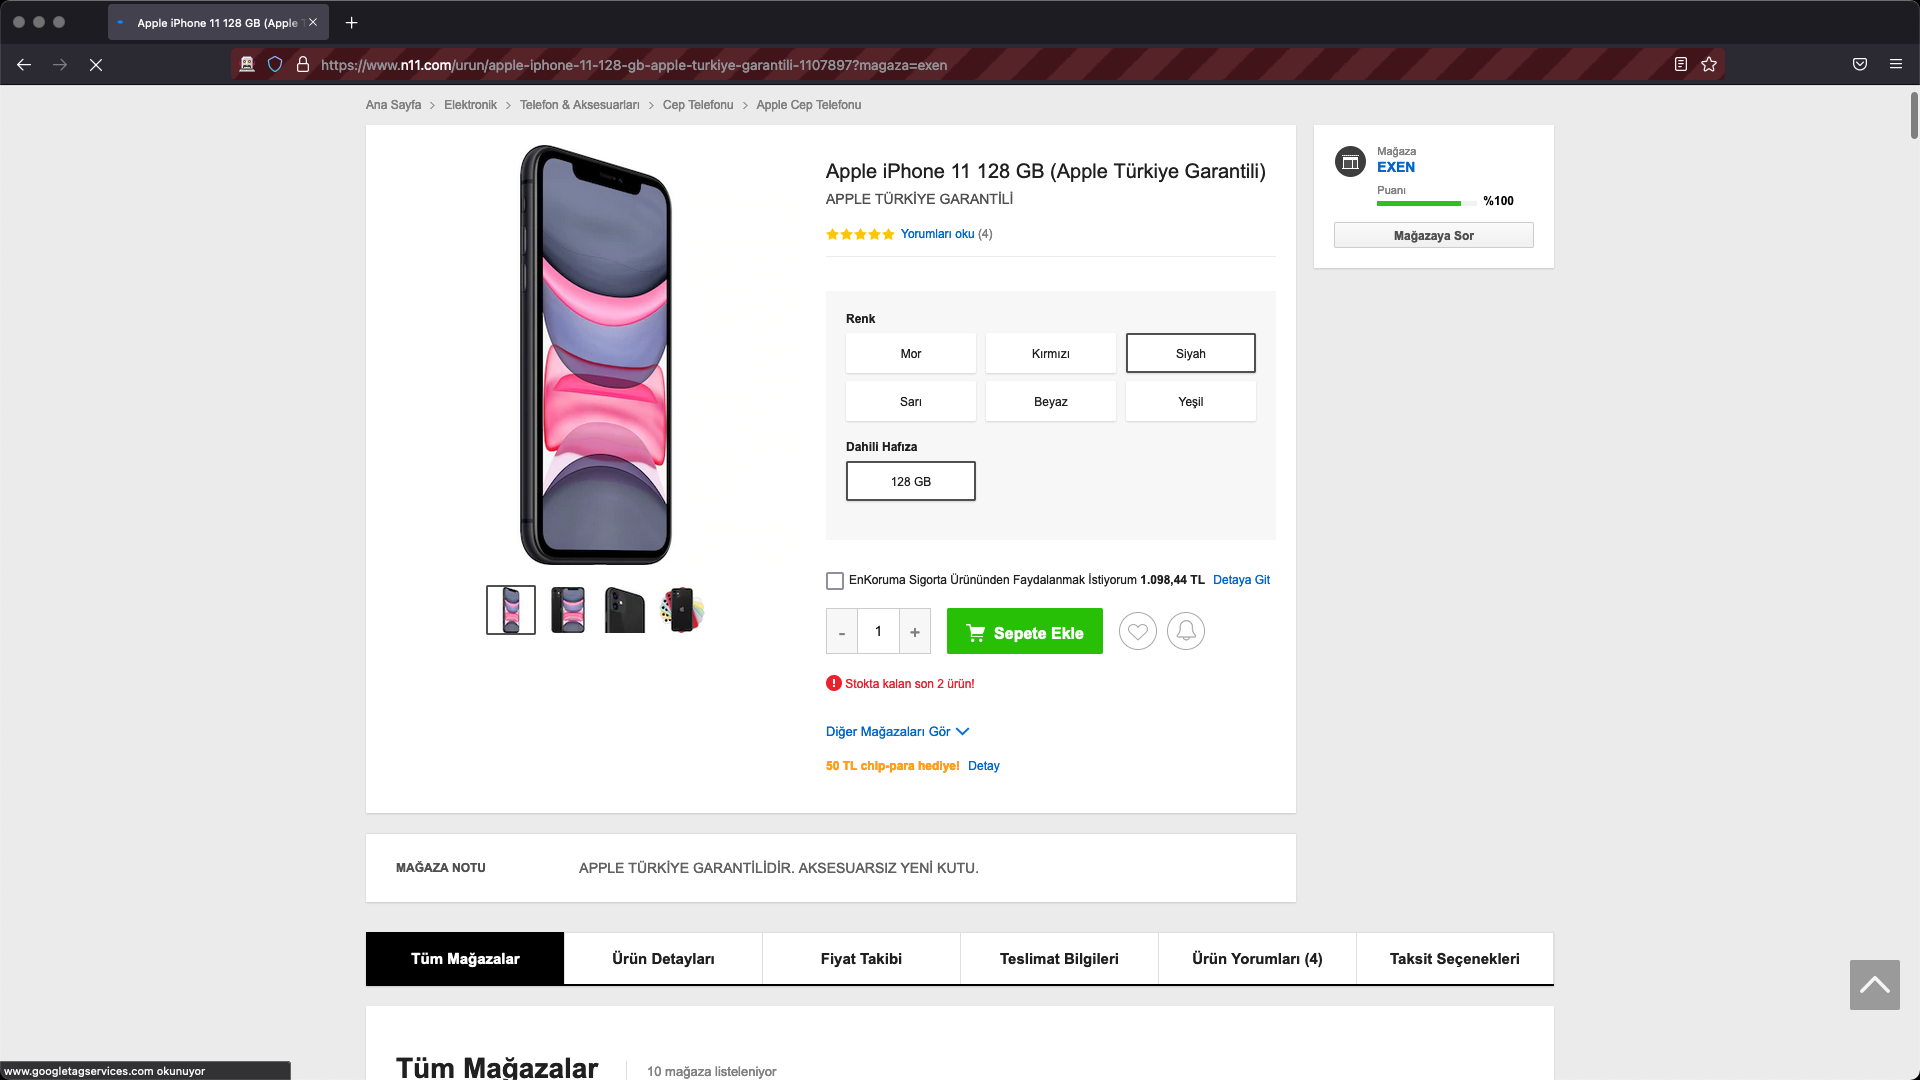 Apple iPhone 11 128 GB (Apple T
https://www.n11.com/urun/apple-iphone-11-128-gb-apple-turkiye-garantili-1107897?magaza=exen
Ana Sayfa > Elektronik > Telefon & Aksesuarları > Cep Telefonu > Apple Cep Telefonu
Apple iPhone 11 128 GB (Apple Türkiye Garantili)
APPLE TÜRKİYE GARANTİLİ
Yorumları oku (4)
Mağaza
EXEN
Puanı
%100
Mağazaya Sor
Renk
Mor
Kırmızı
Siyah
Sarı
Beyaz
Yeşil
Dahili Hafıza
128 GB
EnKoruma Sigorta Ürününden Faydalanmak İstiyorum 1.098,44 TL Detaya Git
- 1 + Sepete Ekle
Stokta kalan son 2 ürün!
Diğer Mağazaları Gör
50 TL chip-para hediye! Detay
MAĞAZA NOTU
APPLE TÜRKİYE GARANTİLİDİR. AKSESUARSIZ YENİ KUTU.
Tüm Mağazalar
Ürün Detayları
Fiyat Takibi
Teslimat Bilgileri
Ürün Yorumları (4)
Taksit Seçenekleri
Tüm Mağazalar
10 mağaza listeleniyor
www.googletagservices.com okunuyor